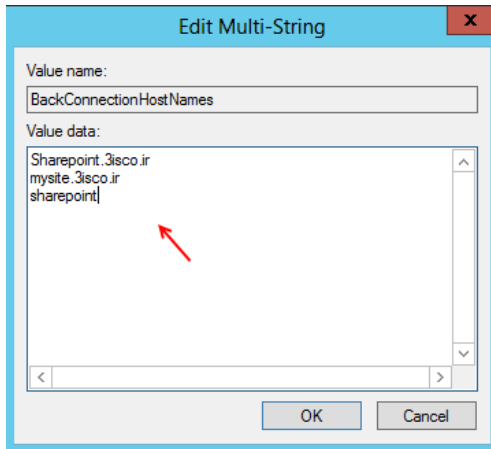 Edit Multi-String
x
Value name:
BackConnectionHostNames
Value data:
Sharepoint.3isco.ir
mysite.3isco.ir
sharepoint
OK Cancel